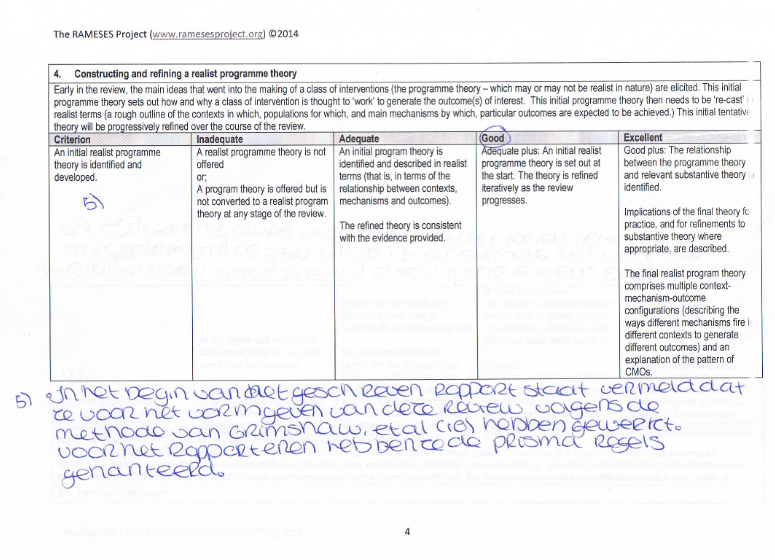 The RAMESES Project (www.ramesesproject.org) ©2014
4. Constructing and refining a realist programme theory
Early in the review, the main ideas that went into the making of a class of interventions (the programme theory – which may or may not be realist in nature) are elicited. This initial
programme theory sets out how and why a class of intervention is thought to 'work' to generate the outcome(s) of interest. This initial programme theory then needs to be 're-cast'
realist terms (a rough outline of the contexts in which, populations for which, and main mechanisms by which, particular outcomes are expected to be achieved.) This initial tentative
theory will be progressively refined over the course of the review.
Criterion
An initial realist programme
theory is identified and
developed.
5)
Inadequate
A realist programme theory is not
offered
or;
A program theory is offered but is
not converted to a realist program
theory at any stage of the review.
Adequate
An initial program theory is
identified and described in realist
terms (that is, in terms of the
relationship between contexts,
mechanisms and outcomes).
The refined theory is consistent
with the evidence provided.
Good
Adequate plus: An initial realist
programme theory is set out at
the start. The theory is refined
iteratively as the review
progresses.
Excellent
Good plus: The relationship
between the programme theory
and relevant substantive theory
identified.
Implications of the final theory
practice, and for refinements to
substantive theory where
appropriate, are described.
The final realist program theory
comprises multiple context-
mechanism-outcome
configurations (describing the
ways different mechanisms fire
different contexts to generate
different outcomes) and an
explanation of the pattern of
CMOs.
5) In het begin van het geschreven rapport staat vermeld dat
ze voor het vormgeven van deze review volgens de
methode van Grimshaw, et al hebben gewerkt.
voor het rapporteren hebben ze de prisma regels
gehanteerd.
4